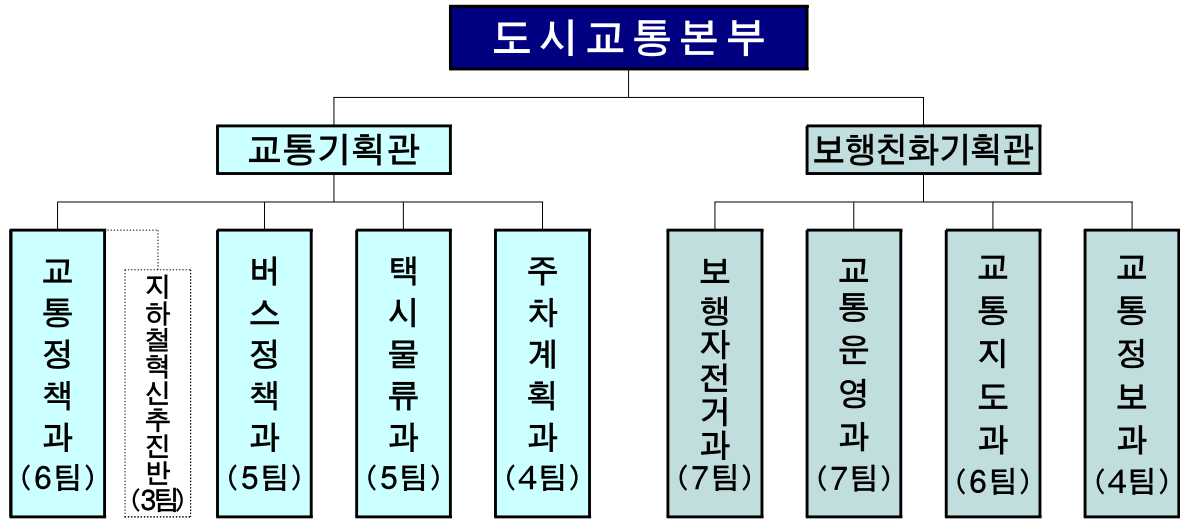 도시교통본부
교통기획관
보행친화기획관
교통정책과
(6팀)
지하철혁신추진반
(3팀)
버스정책과
(5팀)
택시물류과
(5팀)
주차계획과
(4팀)
보행자전거과
(7팀)
교통운영과
(7팀)
교통지도과
(6팀)
교통정보과
(4팀)